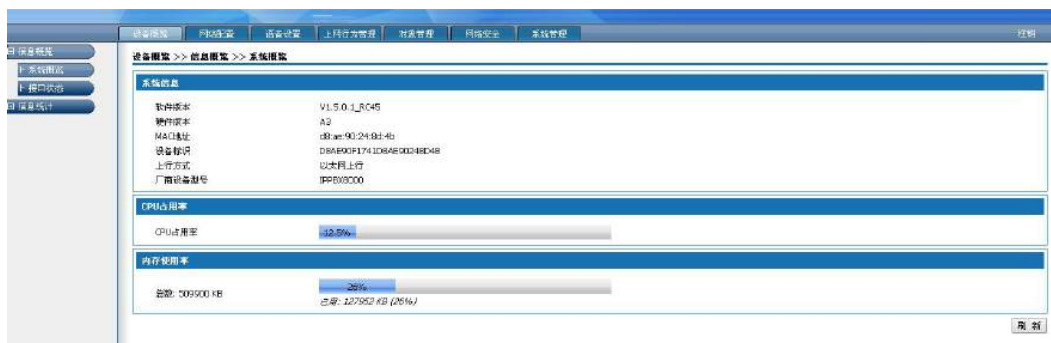 设备概览 网络配置 语音设置 上网行为管理 对象管理 网络安全 系统管理 注销
信息概览
系统概览
接口状态
信息统计
设备概览 >> 信息概览 >> 系统概览
系统信息
软件版本 V1.5.0.1_RC45
硬件版本 A3
MAC地址 d8:ae:90:24:8d:4b
设备标识 D8AE90F1741D8AE90248D4B
上行方式 以太网上行
厂商设备型号 IPPBX8000
CPU占用率
CPU占用率 12.5%
内存使用率
总数: 509900 KB 26%
占用: 127952 KB (26%)
刷 新